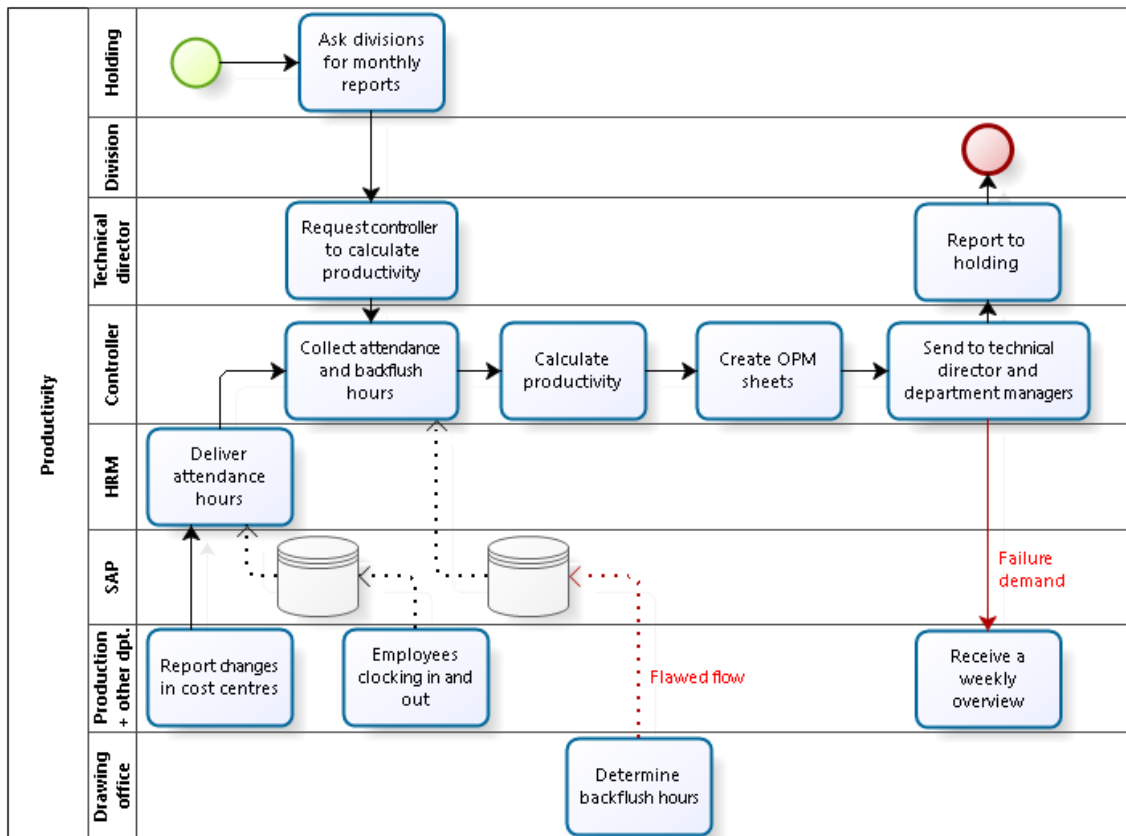 Productivity
Holding
Ask divisions
for monthly
reports
Division
Technical
director
Request controller
to calculate
productivity
Report to
holding
Controller
Collect attendance
and backflush
hours
Calculate
productivity
Create OPM
sheets
Send to technical
director and
department managers
HRM
Deliver
attendance
hours
SAP
Failure
demand
Production
+ other dpt.
Report changes
in cost centres
Employees
clocking in and
out
Flawed flow
Receive a
weekly
overview
Drawing
office
Determine
backflush hours